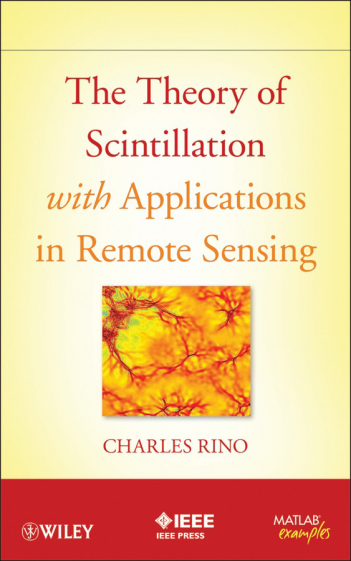 The Theory of
Scintillation
with Applications
in Remote Sensing
CHARLES RINO
WILEY
IEEE
IEEE PRESS
MATLAB®
examples